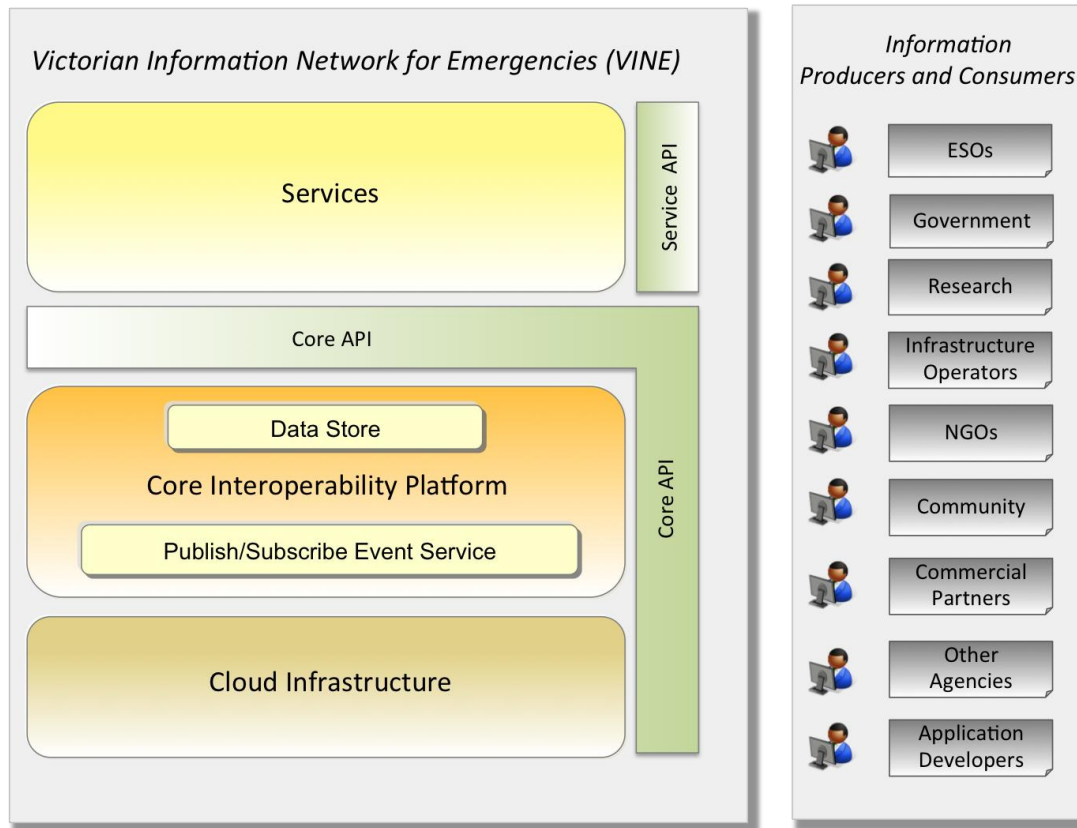 Victorian Information Network for Emergencies (VINE)
Services
Service API
Core API
Data Store
Core Interoperability Platform
Publish/Subscribe Event Service
Core API
Cloud Infrastructure
Information
Producers and Consumers
ESOs
Government
Research
Infrastructure
Operators
NGOs
Community
Commercial
Partners
Other
Agencies
Application
Developers